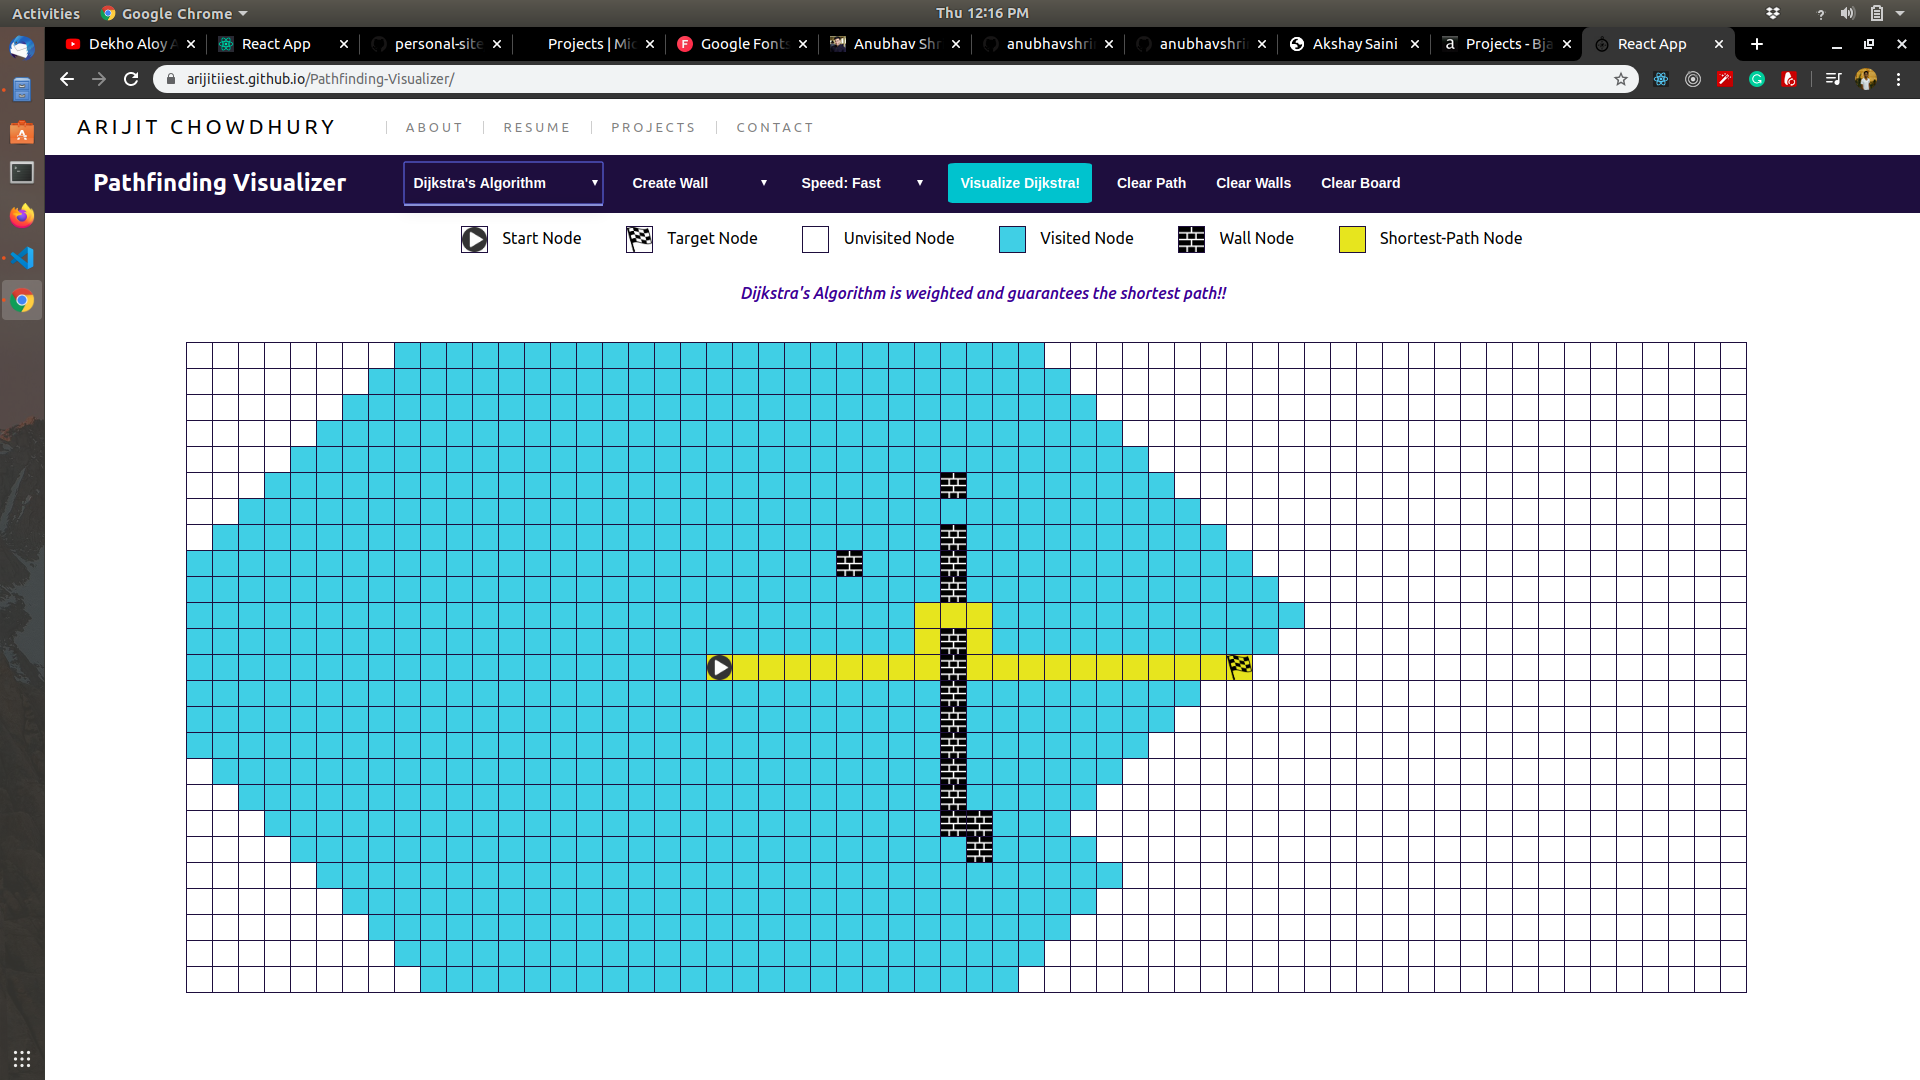 Activities Google Chrome Thu 12:16 PM
Dekho Aloy A React App personal-site Projects | Mic Google Fonts Anubhav Shr anubhavshri anubhavshri Akshay Saini Projects - Bja React App
arijitiiest.github.io/Pathfinding-Visualizer/
ARIJIT CHOWDHURY ABOUT RESUME PROJECTS CONTACT
Pathfinding Visualizer Dijkstra's Algorithm Create Wall Speed: Fast Visualize Dijkstra! Clear Path Clear Walls Clear Board
Start Node Target Node Unvisited Node Visited Node Wall Node Shortest-Path Node
Dijkstra's Algorithm is weighted and guarantees the shortest path!!